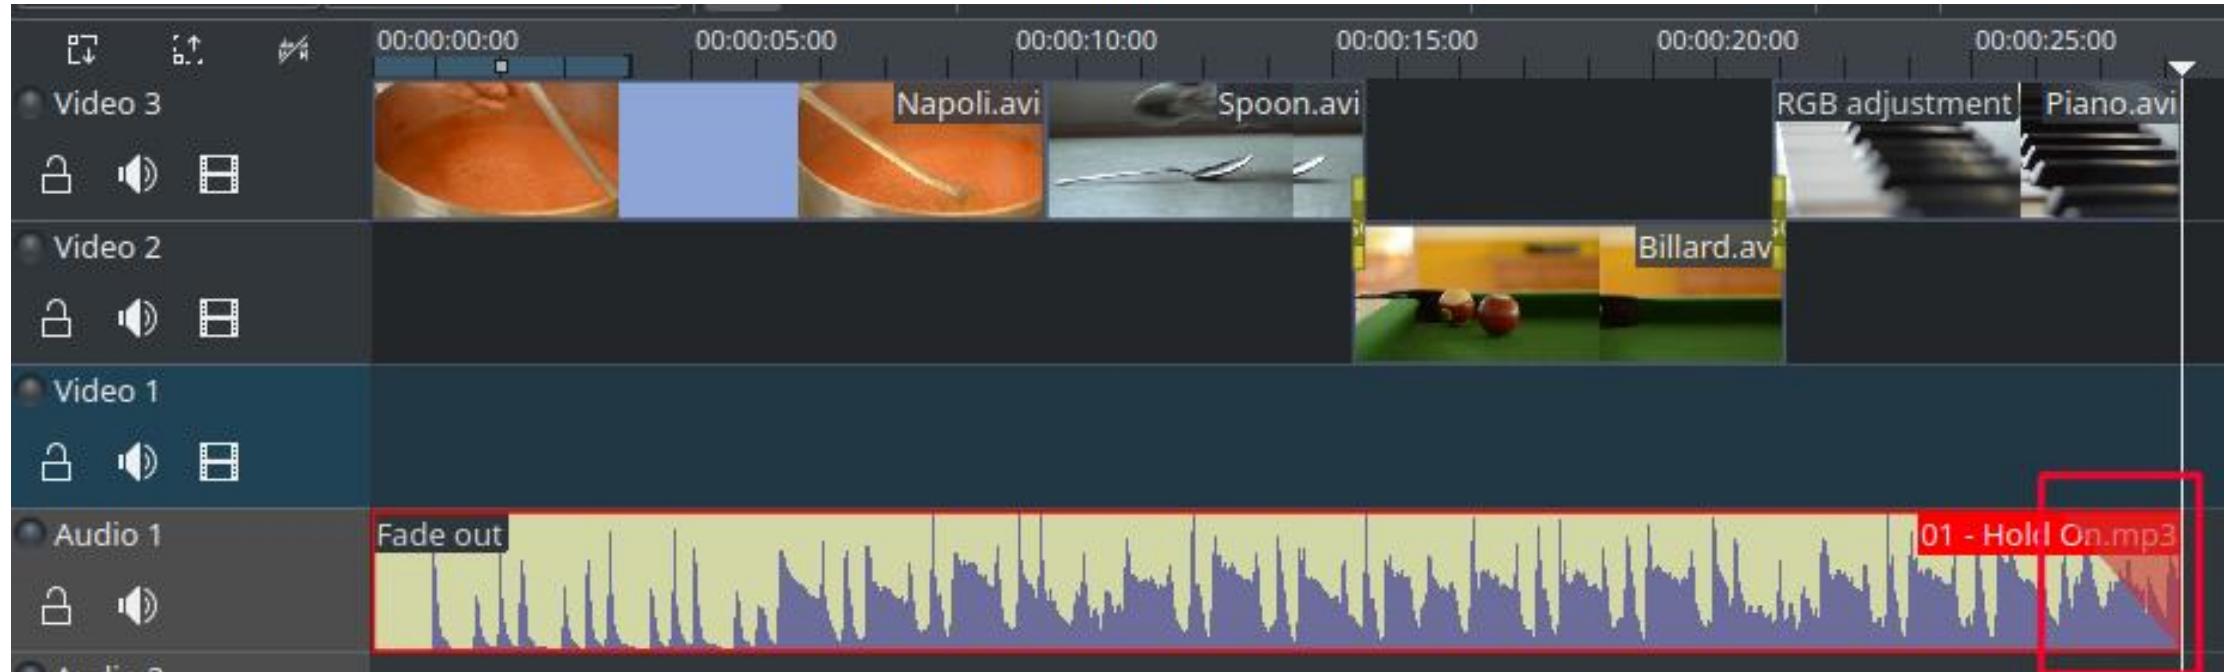 00:00:00:00 00:00:05:00 00:00:10:00 00:00:15:00 00:00:20:00 00:00:25:00
Video 3 Napoli.avi Spoon.avi RGB adjustment Piano.avi
Video 2 Billard.av
Video 1
Audio 1 Fade out 01 - Hold On.mp3